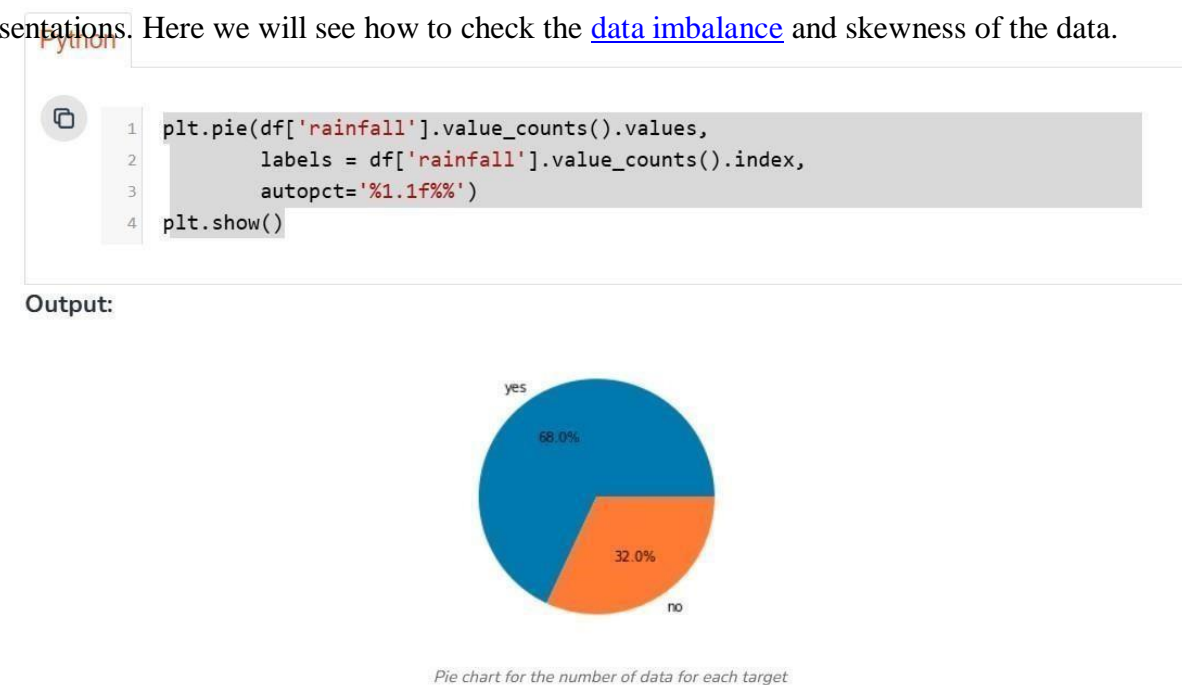 sentations. Here we will see how to check the data imbalance and skewness of the data.
Python
1 plt.pie(df['rainfall'].value_counts().values,
2 labels = df['rainfall'].value_counts().index,
3 autopct='%1.1f%%')
4 plt.show()
Output:
yes
68.0%
32.0%
no
Pie chart for the number of data for each target